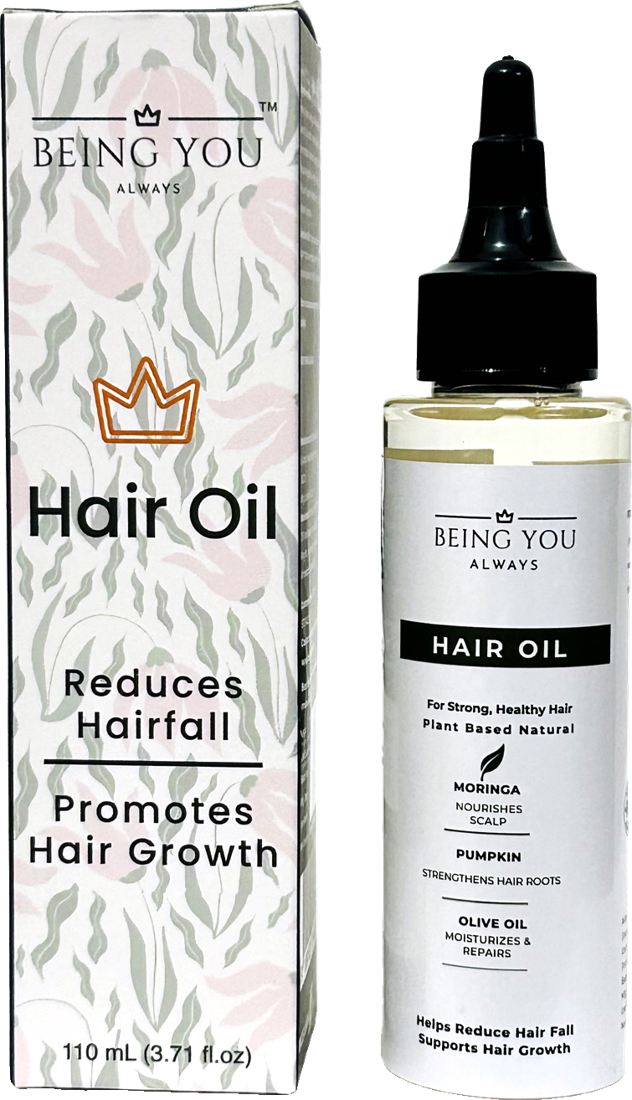 BEING YOU
™
ALWAYS
Hair Oil
Reduces
Hairfall
Promotes
Hair Growth
110 mL (3.71 fl.oz)
BEING YOU
ALWAYS
HAIR OIL
For Strong, Healthy Hair
Plant Based Natural
MORINGA
NOURISHES
SCALP
PUMPKIN
STRENGTHENS HAIR ROOTS
OLIVE OIL
MOISTURIZES &
REPAIRS
Helps Reduce Hair Fall
Supports Hair Growth